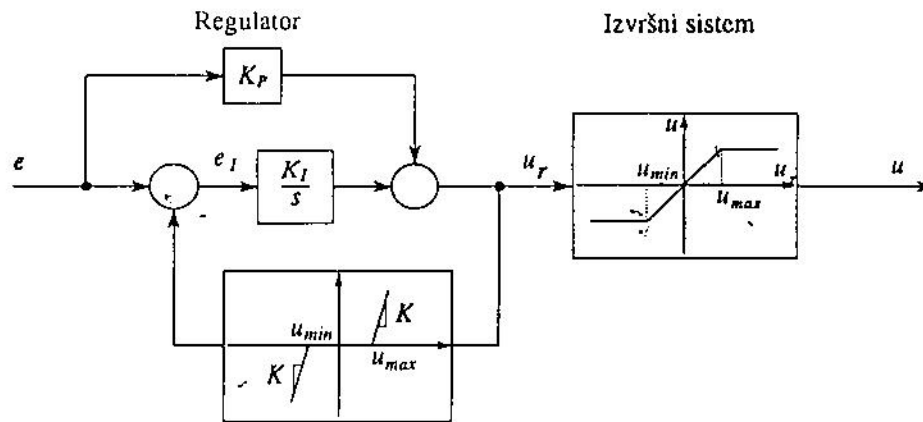 Regulator
Izvršni sistem
K_P
e
e_I
K_I
s
u_r
u
u_min
u_r
u_max
u
K
u_min
u_max
K